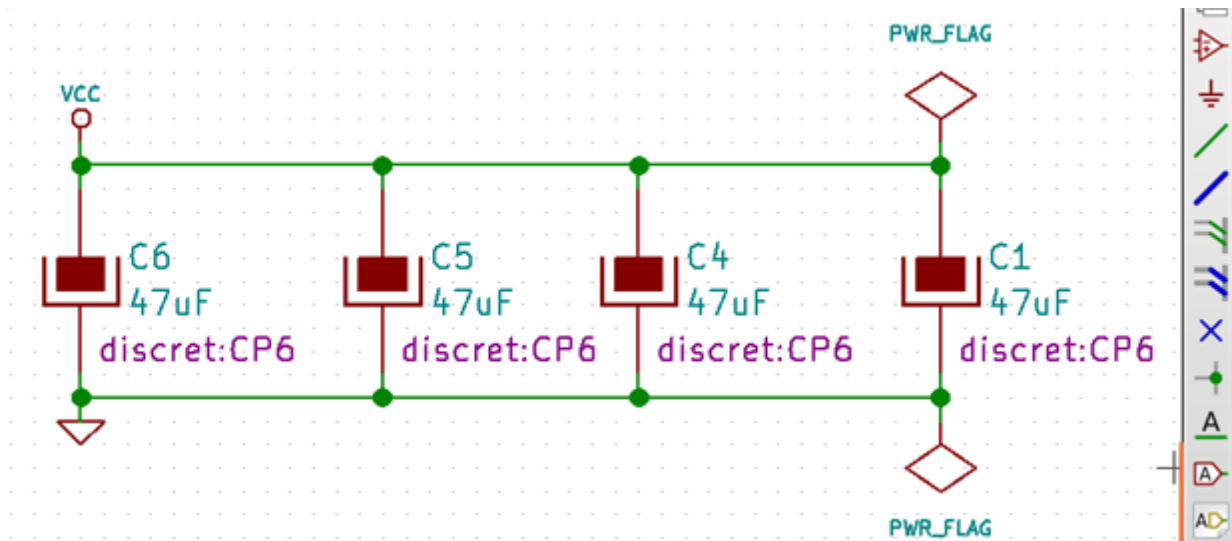 PWR_FLAG
VCC
C6
47uF
discret:CP6
C5
47uF
discret:CP6
C4
47uF
discret:CP6
C1
47uF
discret:CP6
PWR_FLAG
A
A
AD